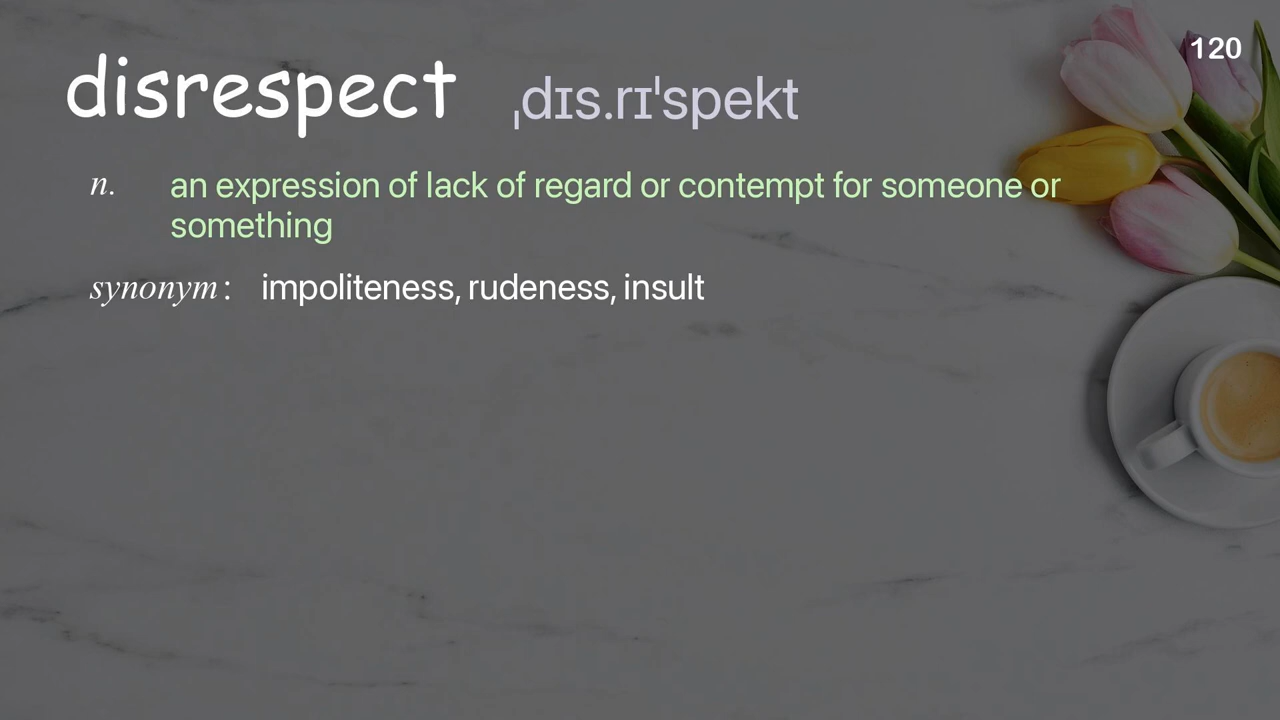 120
disrespect ˌdɪs.rɪˈspekt
n. an expression of lack of regard or contempt for someone or
something
synonym: impoliteness, rudeness, insult